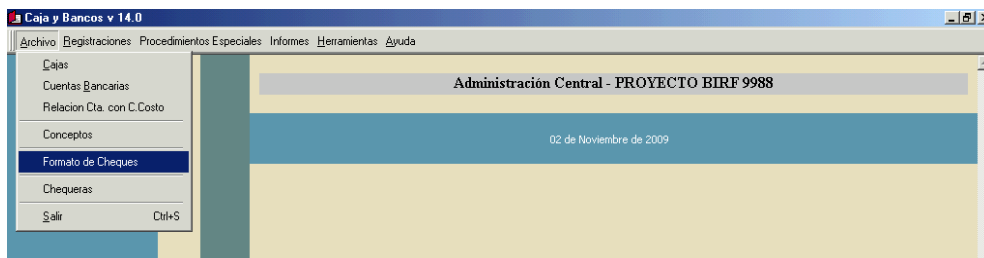 Caja y Bancos v 14.0
Archivo Registraciones Procedimientos Especiales Informes Herramientas Ayuda
Cajas
Cuentas Bancarias
Relacion Cta. con C.Costo
Conceptos
Formato de Cheques
Chequeras
Salir Ctrl+S
Administración Central - PROYECTO BIRF 9988
02 de Noviembre de 2009